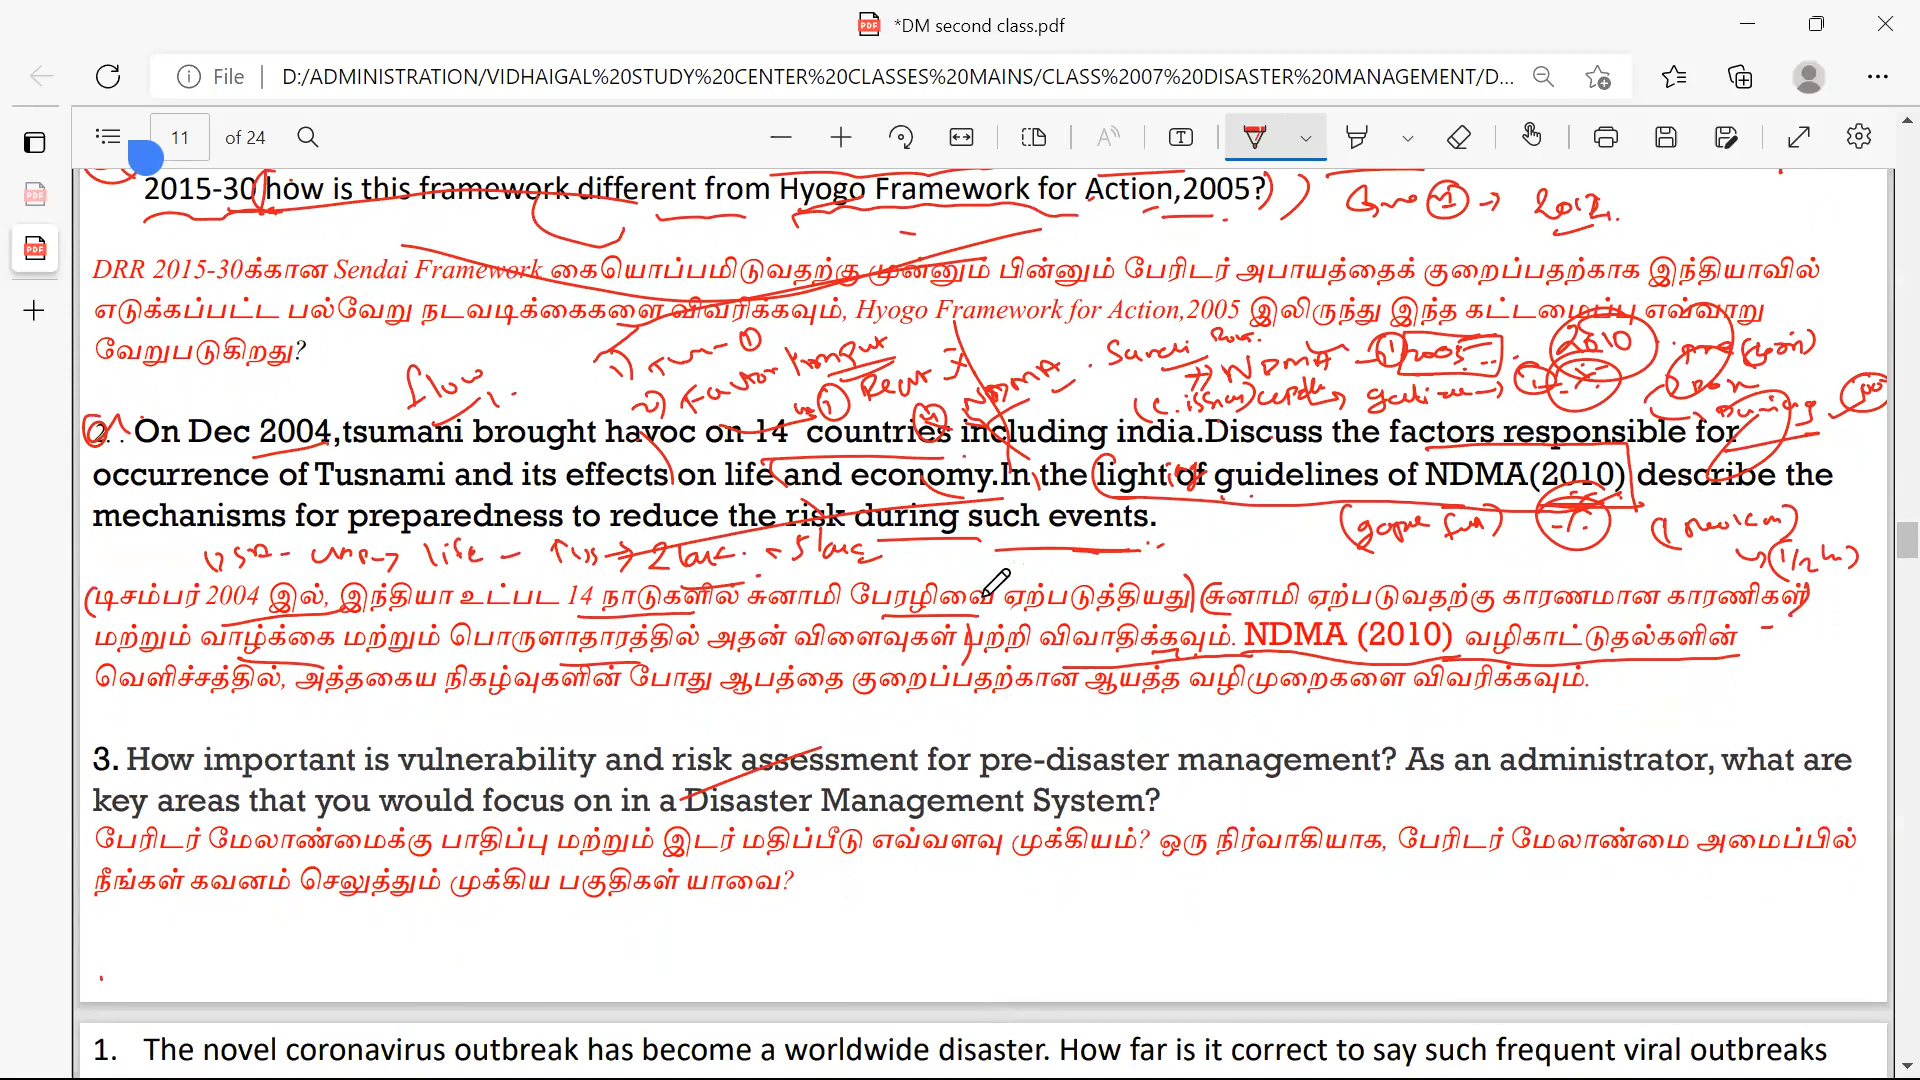 *DM second class.pdf
File
D:/ADMINISTRATION/VIDHAIGAL%20STUDY%20CENTER%20CLASSES%20MAINS/CLASS%2007%20DISASTER%20MANAGEMENT/D...
11 of 24
2015-30 how is this framework different from Hyogo Framework for Action,2005?
2012
DRR 2015-30க்கான Sendai Framework கையொப்பமிடுவதற்கு முன்னும் பின்னும் பேரிடர் அபாயத்தைக் குறைப்பதற்காக இந்தியாவில்
எடுக்கப்பட்ட பல்வேறு நடவடிக்கைகளை விவரிக்கவும், Hyogo Framework for Action,2005 இலிருந்து இந்த கட்டமைப்பு எவ்வாறு
வேறுபடுகிறது?
flow
NDMA
NDMA
2005
2010
2. . On Dec 2004,tsumani brought havoc on 14 countries including india.Discuss the factors responsible for
occurrence of Tusnami and its effects on life and economy.In the light of guidelines of NDMA(2010) describe the
mechanisms for preparedness to reduce the risk during such events.
life
(டிசம்பர் 2004 இல், இந்தியா உட்பட 14 நாடுகளில் சுனாமி பேரழிவை ஏற்படுத்தியது) (சுனாமி ஏற்படுவதற்கு காரணமான காரணிகள்
மற்றும் வாழ்க்கை மற்றும் பொருளாதாரத்தில் அதன் விளைவுகள் பற்றி விவாதிக்கவும். NDMA (2010) வழிகாட்டுதல்களின்
வெளிச்சத்தில், அத்தகைய நிகழ்வுகளின் போது ஆபத்தை குறைப்பதற்கான ஆயத்த வழிமுறைகளை விவரிக்கவும்.
3. How important is vulnerability and risk assessment for pre-disaster management? As an administrator, what are
key areas that you would focus on in a Disaster Management System?
பேரிடர் மேலாண்மைக்கு பாதிப்பு மற்றும் இடர் மதிப்பீடு எவ்வளவு முக்கியம்? ஒரு நிர்வாகியாக, பேரிடர் மேலாண்மை அமைப்பில்
நீங்கள் கவனம் செலுத்தும் முக்கிய பகுதிகள் யாவை?
1. The novel coronavirus outbreak has become a worldwide disaster. How far is it correct to say such frequent viral outbreaks